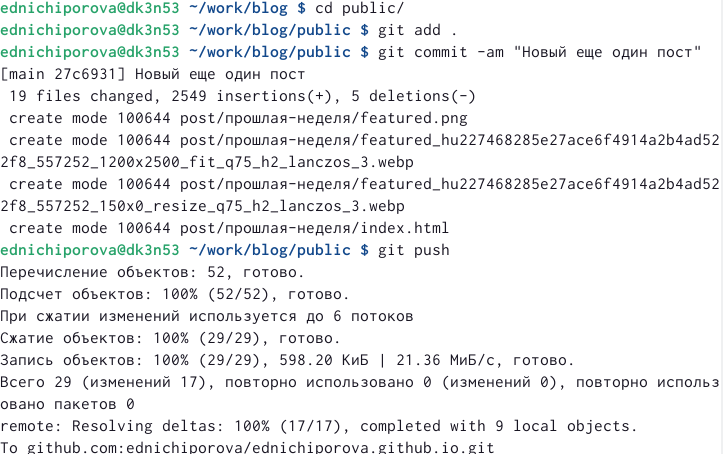 ednichiporova@dk3n53 ~/work/blog $ cd public/
ednichiporova@dk3n53 ~/work/blog/public $ git add .
ednichiporova@dk3n53 ~/work/blog/public $ git commit -am "Новый еще один пост"
[main 27c6931] Новый еще один пост
 19 files changed, 2549 insertions(+), 5 deletions(-)
 create mode 100644 post/прошлая-неделя/featured.png
 create mode 100644 post/прошлая-неделя/featured_hu227468285e27ace6f4914a2b4ad52
2f8_557252_1200x2500_fit_q75_h2_lanczos_3.webp
 create mode 100644 post/прошлая-неделя/featured_hu227468285e27ace6f4914a2b4ad52
2f8_557252_150x0_resize_q75_h2_lanczos_3.webp
 create mode 100644 post/прошлая-неделя/index.html
ednichiporova@dk3n53 ~/work/blog/public $ git push
Перечисление объектов: 52, готово.
Подсчет объектов: 100% (52/52), готово.
При сжатии изменений используется до 6 потоков
Сжатие объектов: 100% (29/29), готово.
Запись объектов: 100% (29/29), 598.20 КиБ | 21.36 МиБ/с, готово.
Всего 29 (изменений 17), повторно использовано 0 (изменений 0), повторно использ
овано пакетов 0
remote: Resolving deltas: 100% (17/17), completed with 9 local objects.
To github.com:ednichiporova/ednichiporova.github.io.git